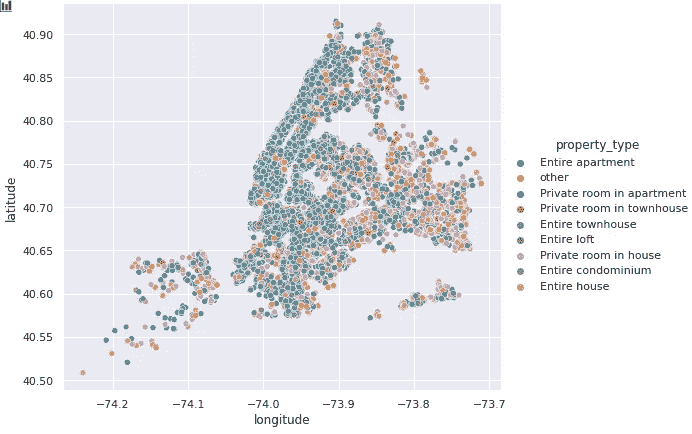 40.90
40.85
40.80
40.75
40.70
40.65
40.60
40.55
40.50
latitude
−74.2 −74.1 −74.0 −73.9 −73.8 −73.7
longitude
property_type
Entire apartment
other
Private room in apartment
Private room in townhouse
Entire townhouse
Entire loft
Private room in house
Entire condominium
Entire house